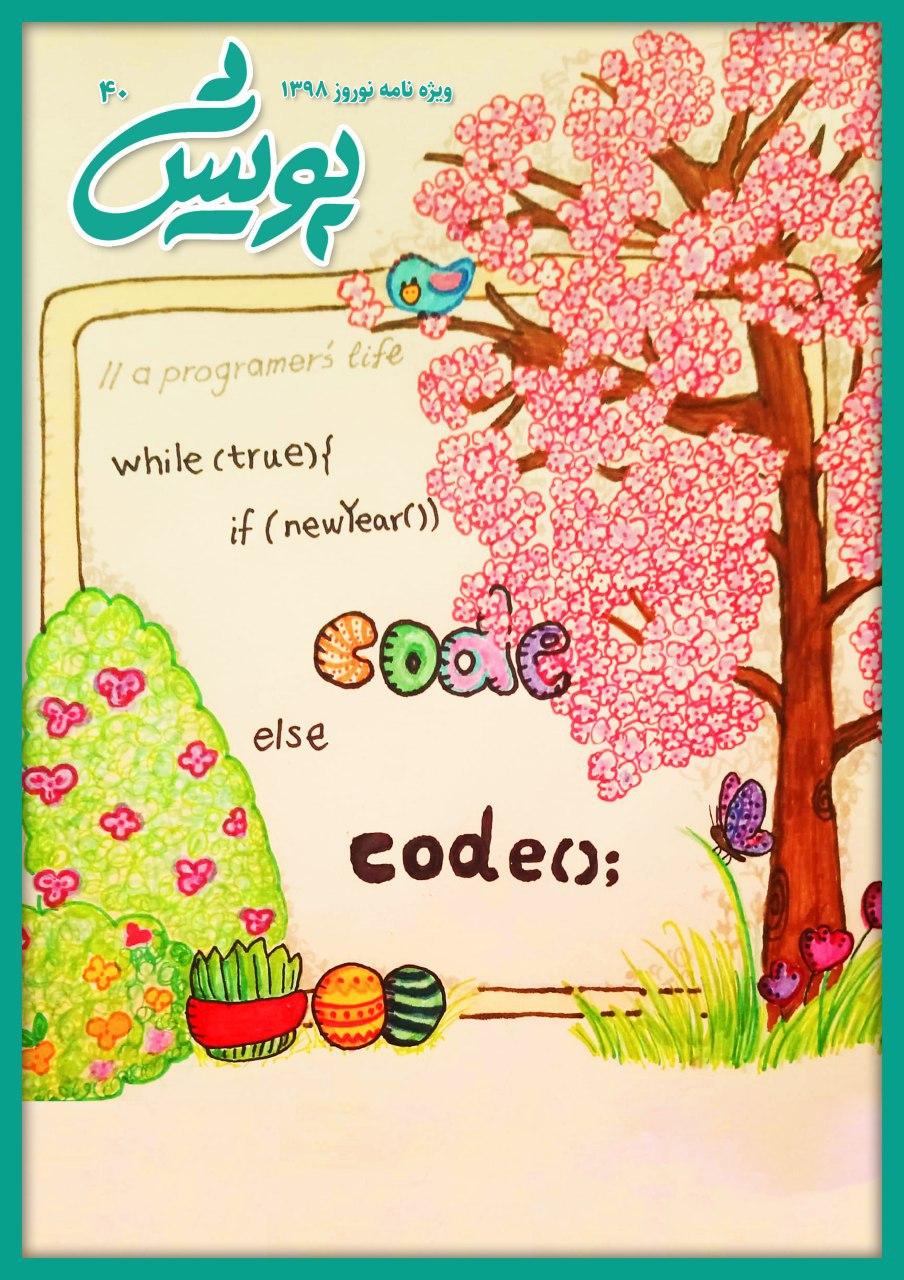 ویژه نامه نوروز ۱۳۹۸
۴۰
پویش
// a programer's life
while (true){
if (newYear())
code
else
code();